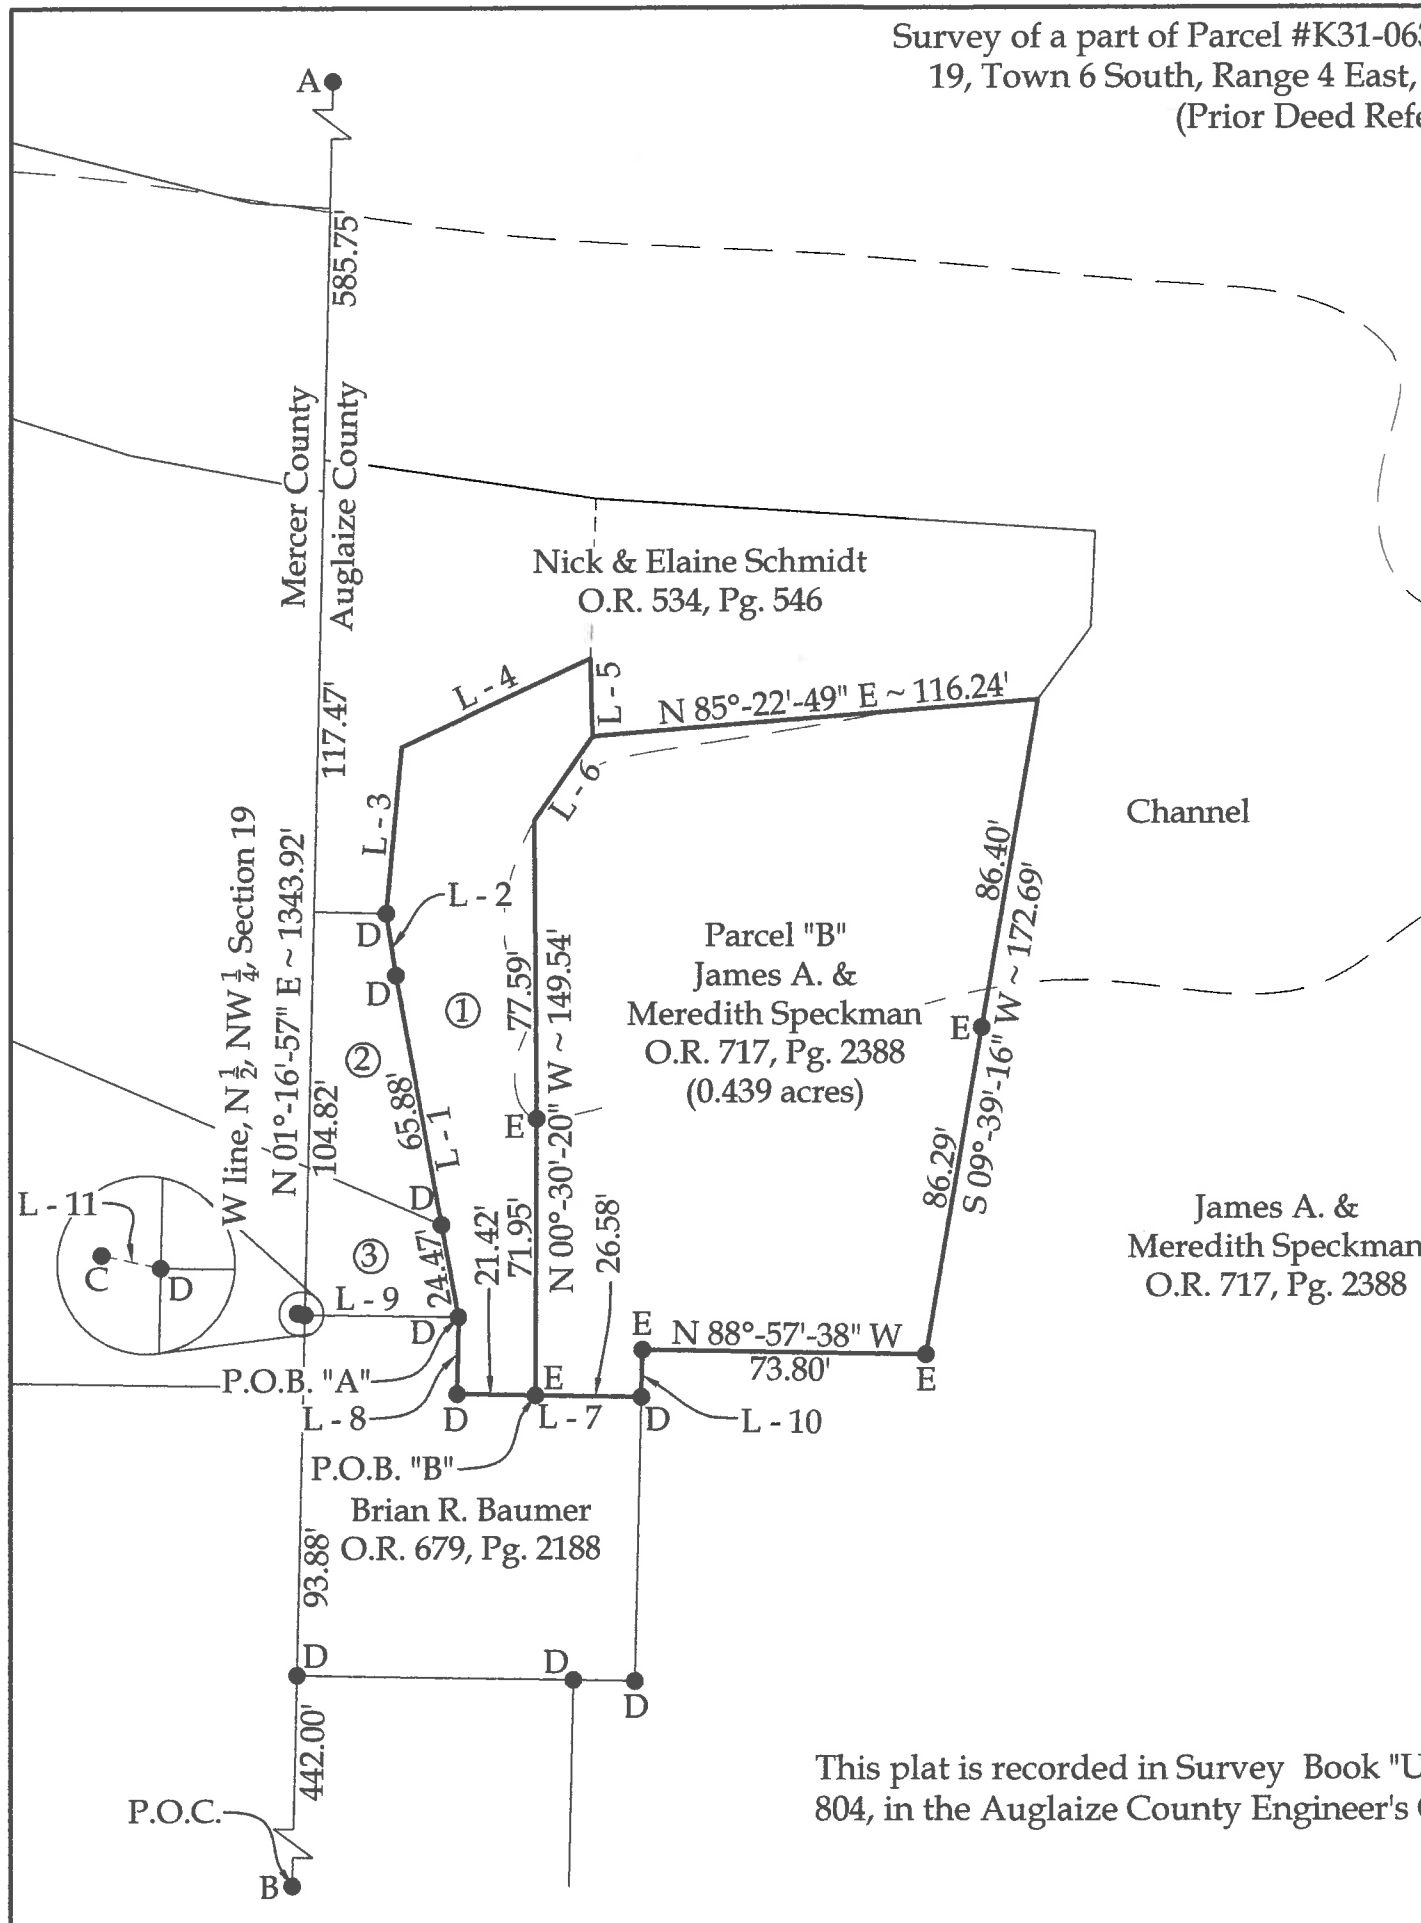 Survey of a part of Parcel #K31-063
19, Town 6 South, Range 4 East,
(Prior Deed Refe
A
585.75'
Mercer County
Auglaize County
Nick & Elaine Schmidt
O.R. 534, Pg. 546
L - 4
L - 5
N 85°-22'-49" E ~ 116.24'
117.47'
L - 3
L - 6
Channel
W line, N 1/2, NW 1/4, Section 19
N 01°-16'-57" E ~ 1343.92'
L - 2
D
D
86.40'
S 09°-39'-16" W ~ 172.69'
Parcel "B"
James A. &
Meredith Speckman
O.R. 717, Pg. 2388
(0.439 acres)
77.59'
N 00°-30'-20" W ~ 149.54'
①
②
E
E
104.82'
65.88'
L - 1
86.29'
L - 11
C
D
D
③
24.47'
21.42'
71.95'
26.58'
James A. &
Meredith Speckman
O.R. 717, Pg. 2388
L - 9
D
E
N 88°-57'-38" W
73.80'
E
P.O.B. "A"
L - 8
D
E
L - 7
D
L - 10
P.O.B. "B"
Brian R. Baumer
O.R. 679, Pg. 2188
93.88'
D
D
D
442.00'
P.O.C.
B
This plat is recorded in Survey Book "U
804, in the Auglaize County Engineer's